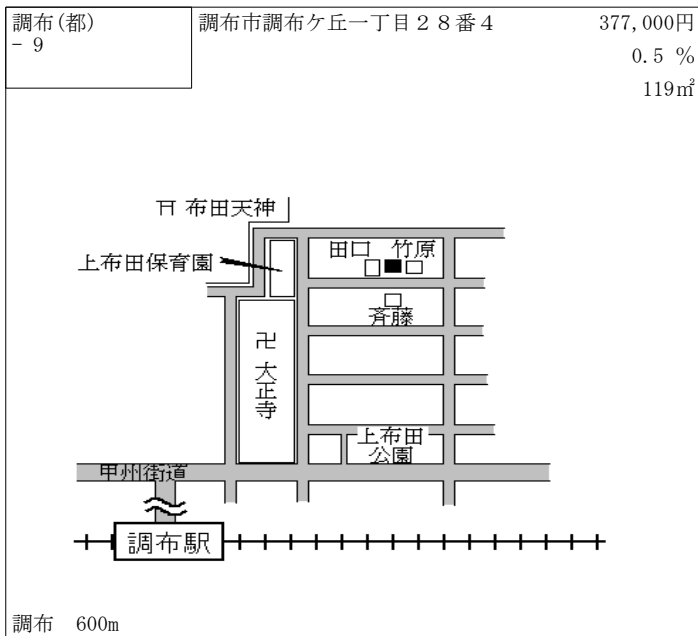 調布(都)
- 9
調布市調布ケ丘一丁目２８番４
377,000円
0.5 %
119㎡
布田天神
上布田保育園
田口
竹原
斉藤
卍 大正寺
上布田
公園
甲州街道
調布駅
調布 600m